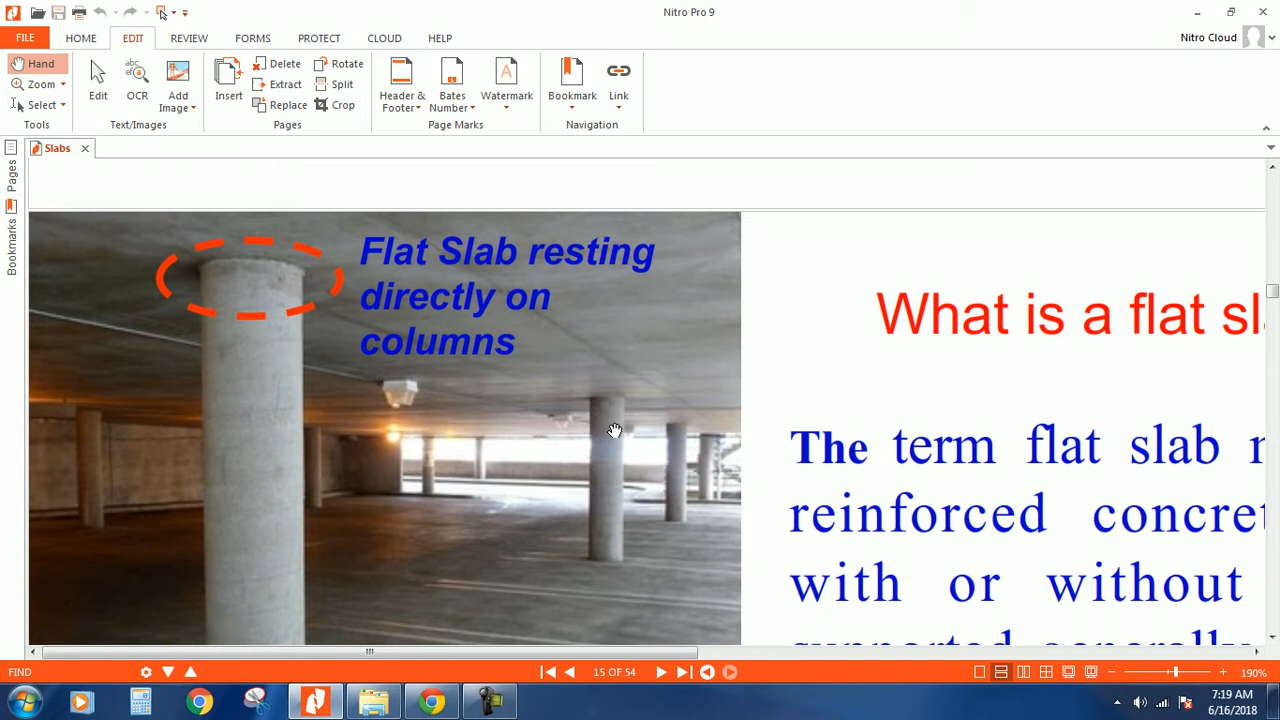 Nitro Pro 9
FILE HOME EDIT REVIEW FORMS PROTECT CLOUD HELP Nitro Cloud
Hand
Zoom
Select
Tools
Edit
OCR
Add Image
Text/Images
Insert
Delete
Extract
Replace
Rotate
Split
Crop
Pages
Header & Footer
Bates Number
Watermark
Page Marks
Bookmark
Link
Navigation
Slabs
Pages
Bookmarks
Flat Slab resting
directly on
columns
What is a flat sl
The term flat slab
reinforced concret
with or without
supported generally
FIND 15 OF 54 190%
7:19 AM
6/16/2018